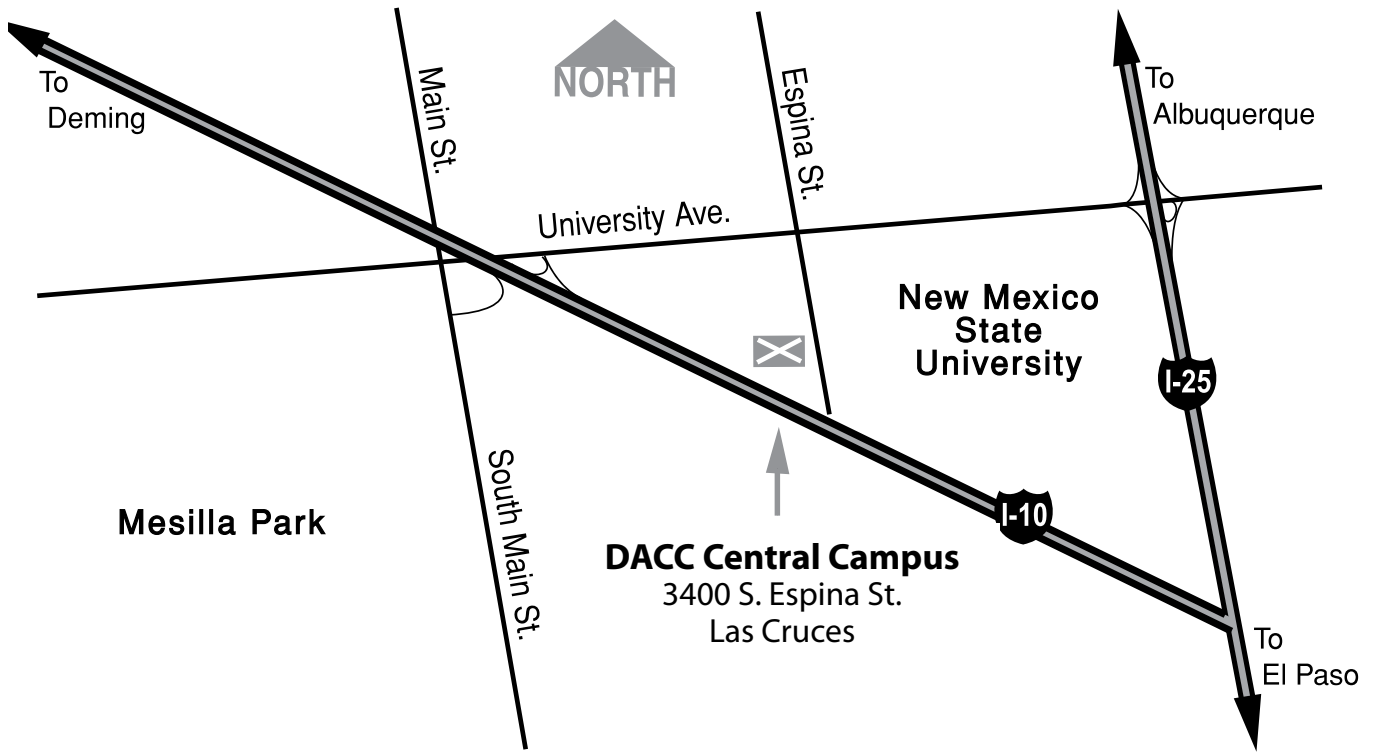 To
Deming
Main St.
NORTH
Espina St.
To
Albuquerque
University Ave.
New Mexico
State
University
I-25
South Main St.
Mesilla Park
I-10
DACC Central Campus
3400 S. Espina St.
Las Cruces
To
El Paso